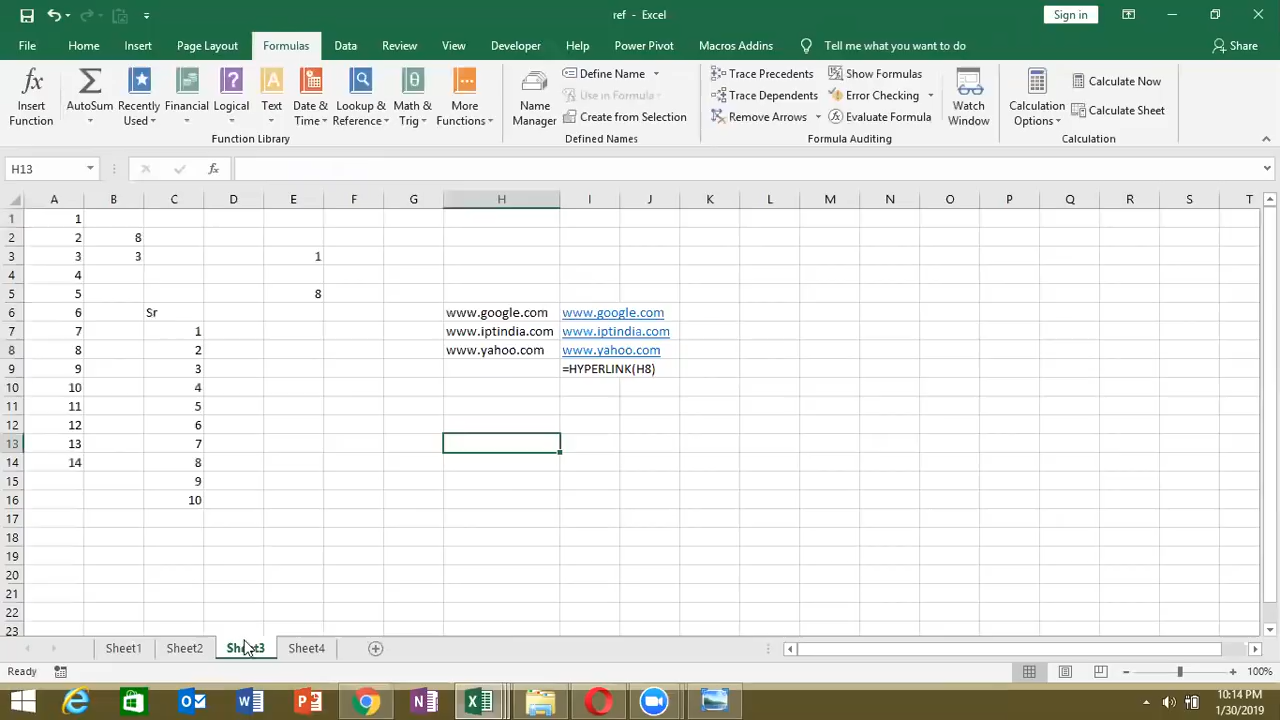 ref - Excel
Sign in
File Home Insert Page Layout Formulas Data Review View Developer Help Power Pivot Macros Addins Tell me what you want to do Share
Insert Function
AutoSum
Recently Used
Financial
Logical
Text
Date & Time
Lookup & Reference
Math & Trig
More Functions
Function Library
Name Manager
Define Name
Use in Formula
Create from Selection
Defined Names
Trace Precedents
Trace Dependents
Remove Arrows
Show Formulas
Error Checking
Evaluate Formula
Formula Auditing
Watch Window
Calculation Options
Calculate Now
Calculate Sheet
Calculation
H13 fx
A B C D E F G H I J K L M N O P Q R S T
1 1
2 2 8
3 3 3 1
4 4
5 5 8
6 6 Sr www.google.com www.google.com
7 7 1 www.iptindia.com www.iptindia.com
8 8 2 www.yahoo.com www.yahoo.com
9 9 3 =HYPERLINK(H8)
10 10 4
11 11 5
12 12 6
13 13 7
14 14 8
15 9
16 10
17
18
19
20
21
22
23
Sheet1 Sheet2 Sheet3 Sheet4
Ready 100%
10:14 PM
1/30/2019